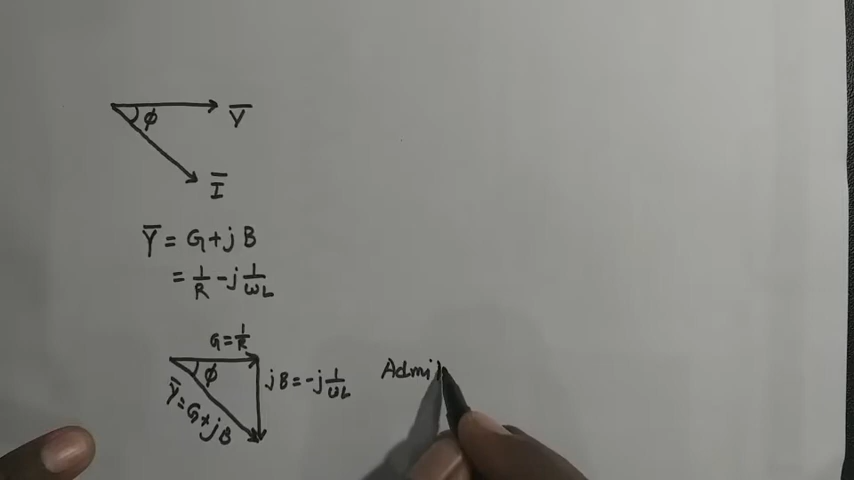 V̅
ϕ
I̅
Y̅ = G + j B
= 1/R - j 1/ωL
G = 1/R
ϕ
jB = -j 1/ωL
Y̅ = G + jB
Admi